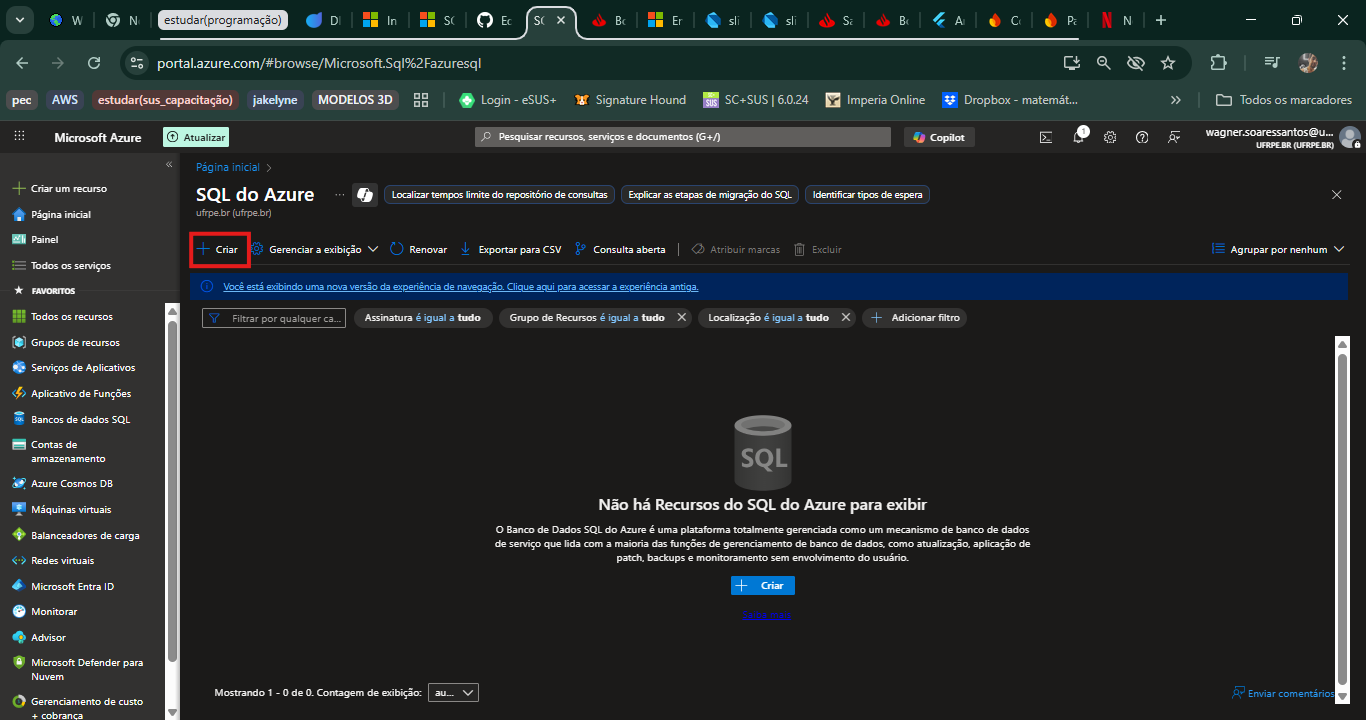 W
N
estudar(programação)
DI
In
SC
Ec
SC
Bo
Er
sli
sli
Sa
Bo
A
C
Pa
N
portal.azure.com/#browse/Microsoft.Sql%2Fazuresql
pec
AWS
estudar(sus_capacitação)
jakelyne
MODELOS 3D
Login - eSUS+
Signature Hound
SC+SUS | 6.0.24
Imperia Online
Dropbox - matemát...
Todos os marcadores
Microsoft Azure
Atualizar
Pesquisar recursos, serviços e documentos (G+/)
Copilot
1
wagner.soaressantos@u...
UFRPE.BR (UFRPE.BR)
Criar um recurso
Página inicial
Painel
Todos os serviços
FAVORITOS
Todos os recursos
Grupos de recursos
Serviços de Aplicativos
Aplicativo de Funções
Bancos de dados SQL
Contas de
armazenamento
Azure Cosmos DB
Máquinas virtuais
Balanceadores de carga
Redes virtuais
Microsoft Entra ID
Monitorar
Advisor
Microsoft Defender para
Nuvem
Gerenciamento de custo
+ cobrança
Página inicial
SQL do Azure
ufrpe.br (ufrpe.br)
Localizar tempos limite do repositório de consultas
Explicar as etapas de migração do SQL
Identificar tipos de espera
Criar
Gerenciar a exibição
Renovar
Exportar para CSV
Consulta aberta
Atribuir marcas
Excluir
Agrupar por nenhum
Você está exibindo uma nova versão da experiência de navegação. Clique aqui para acessar a experiência antiga.
Filtrar por qualquer ca...
Assinatura é igual a tudo
Grupo de Recursos é igual a tudo
Localização é igual a tudo
Adicionar filtro
SQL
Não há Recursos do SQL do Azure para exibir
O Banco de Dados SQL do Azure é uma plataforma totalmente gerenciada como um mecanismo de banco de dados
de serviço que lida com a maioria das funções de gerenciamento de banco de dados, como atualização, aplicação de
patch, backups e monitoramento sem envolvimento do usuário.
Criar
Mostrando 1 - 0 de 0. Contagem de exibição:
au...
Enviar comentários